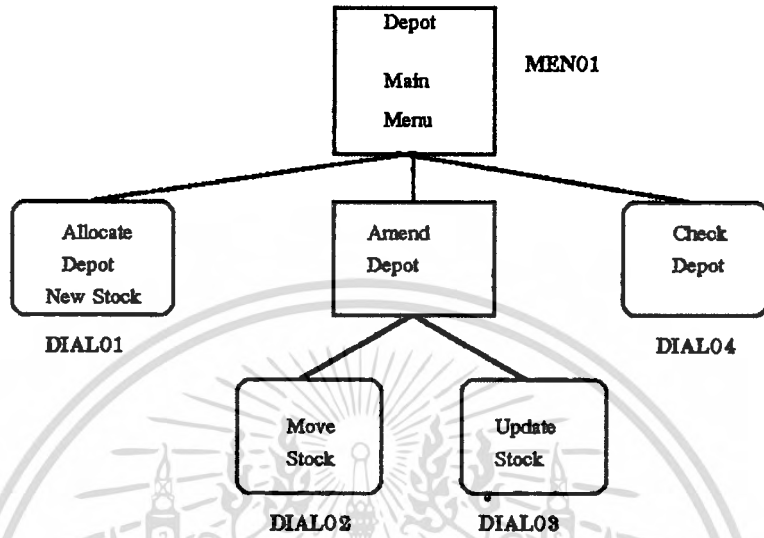 Depot
Main
Menu
MEN01
Allocate
Depot
New Stock
DIAL01
Amend
Depot
Check
Depot
DIAL04
Move
Stock
DIAL02
Update
Stock
DIAL03